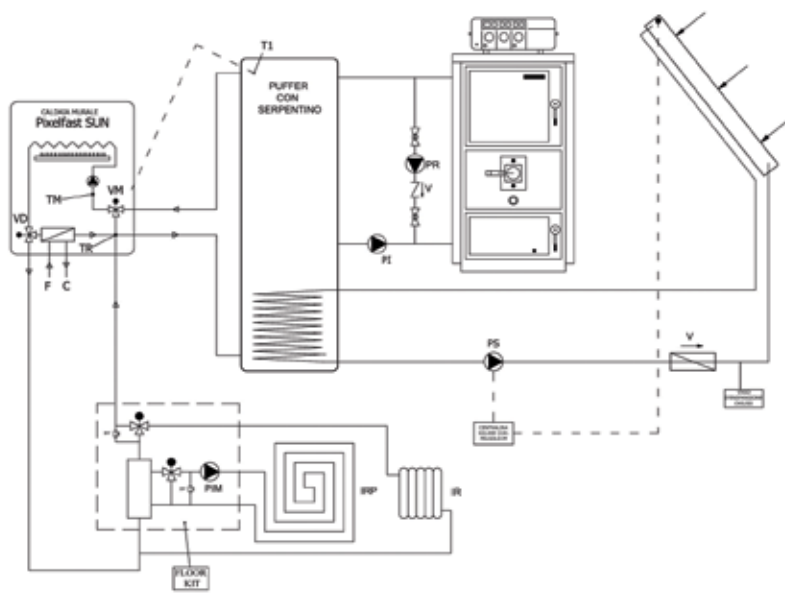 T1
PUFFER
CON
SERPENTINO
CALDAIA MURALE
Pixelfast SUN
VM
TM
PR
V
VD
TR
PI
F
C
PS
V
CENTRALINA
SOLARE CON
PIM
IRP
IR
FLOOR
KIT